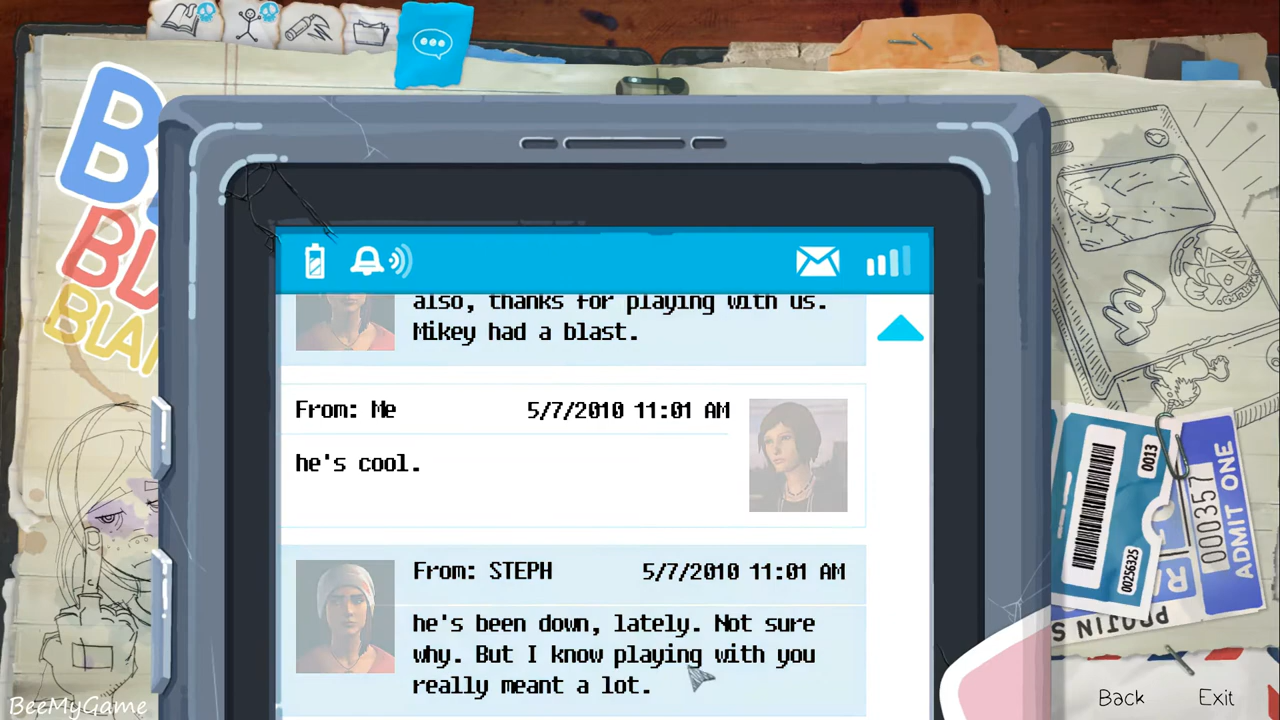 also, thanks for playing with us.
Mikey had a blast.
From: Me 5/7/2010 11:01 AM
he's cool.
From: STEPH 5/7/2010 11:01 AM
he's been down, lately. Not sure
why. But I know playing with you
really meant a lot.
0013
00256325
000357
ADMIT ONE
Back Exit
BeeMyGame